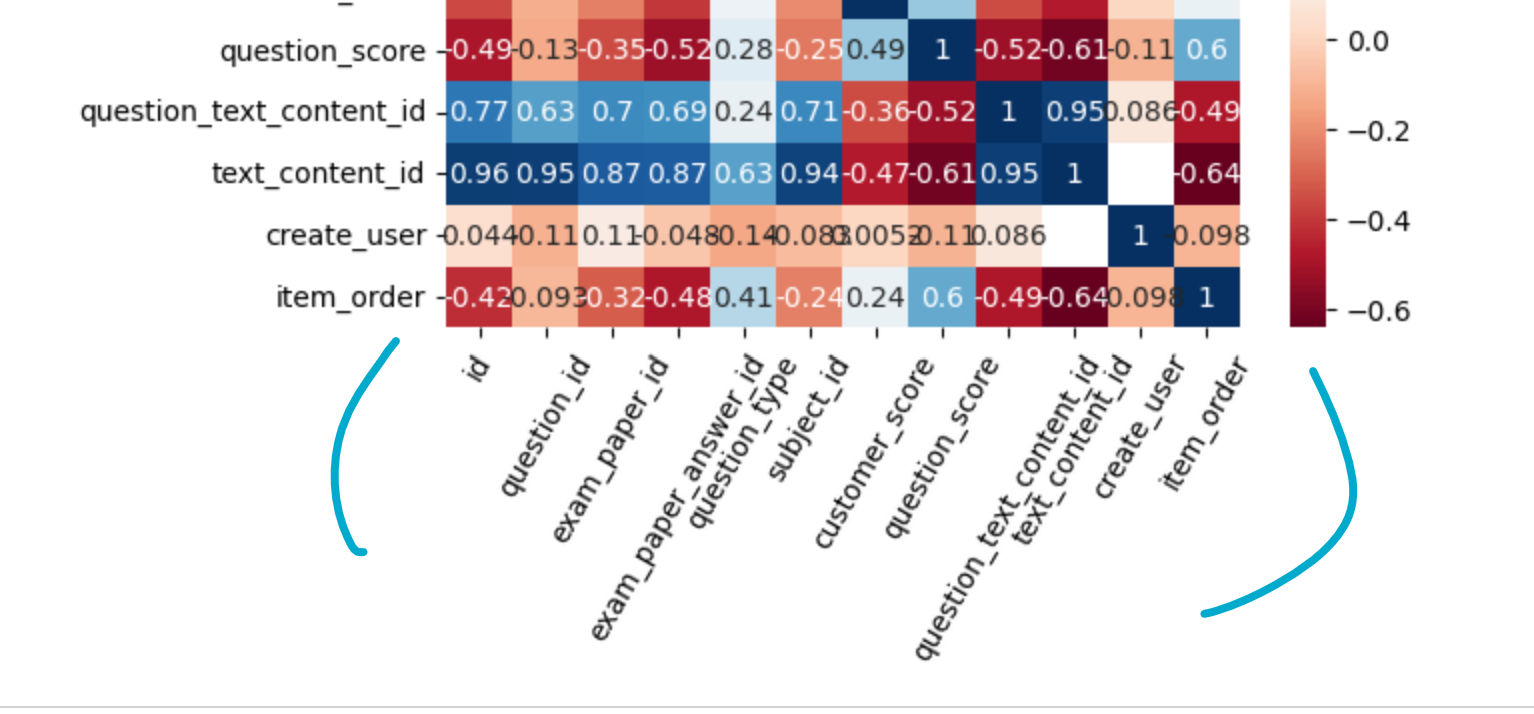 question_score -0.49 -0.13 -0.35 -0.52 0.28 -0.25 0.49 1 -0.52 -0.61 -0.11 0.6
question_text_content_id 0.77 0.63 0.7 0.69 0.24 0.71 -0.36 -0.52 1 0.95 0.086 -0.49
text_content_id 0.96 0.95 0.87 0.87 0.63 0.94 -0.47 -0.61 0.95 1 -0.64
create_user -0.044 -0.11 0.11 -0.048 -0.14 -0.083 0.0052 -0.11 0.086 1 -0.098
item_order -0.42 -0.093 -0.32 -0.48 0.41 -0.24 0.24 0.6 -0.49 -0.64 -0.098 1
id
question_id
exam_paper_id
exam_paper_answer_id
question_type
subject_id
customer_score
question_score
question_text_content_id
text_content_id
create_user
item_order
0.0
−0.2
−0.4
−0.6